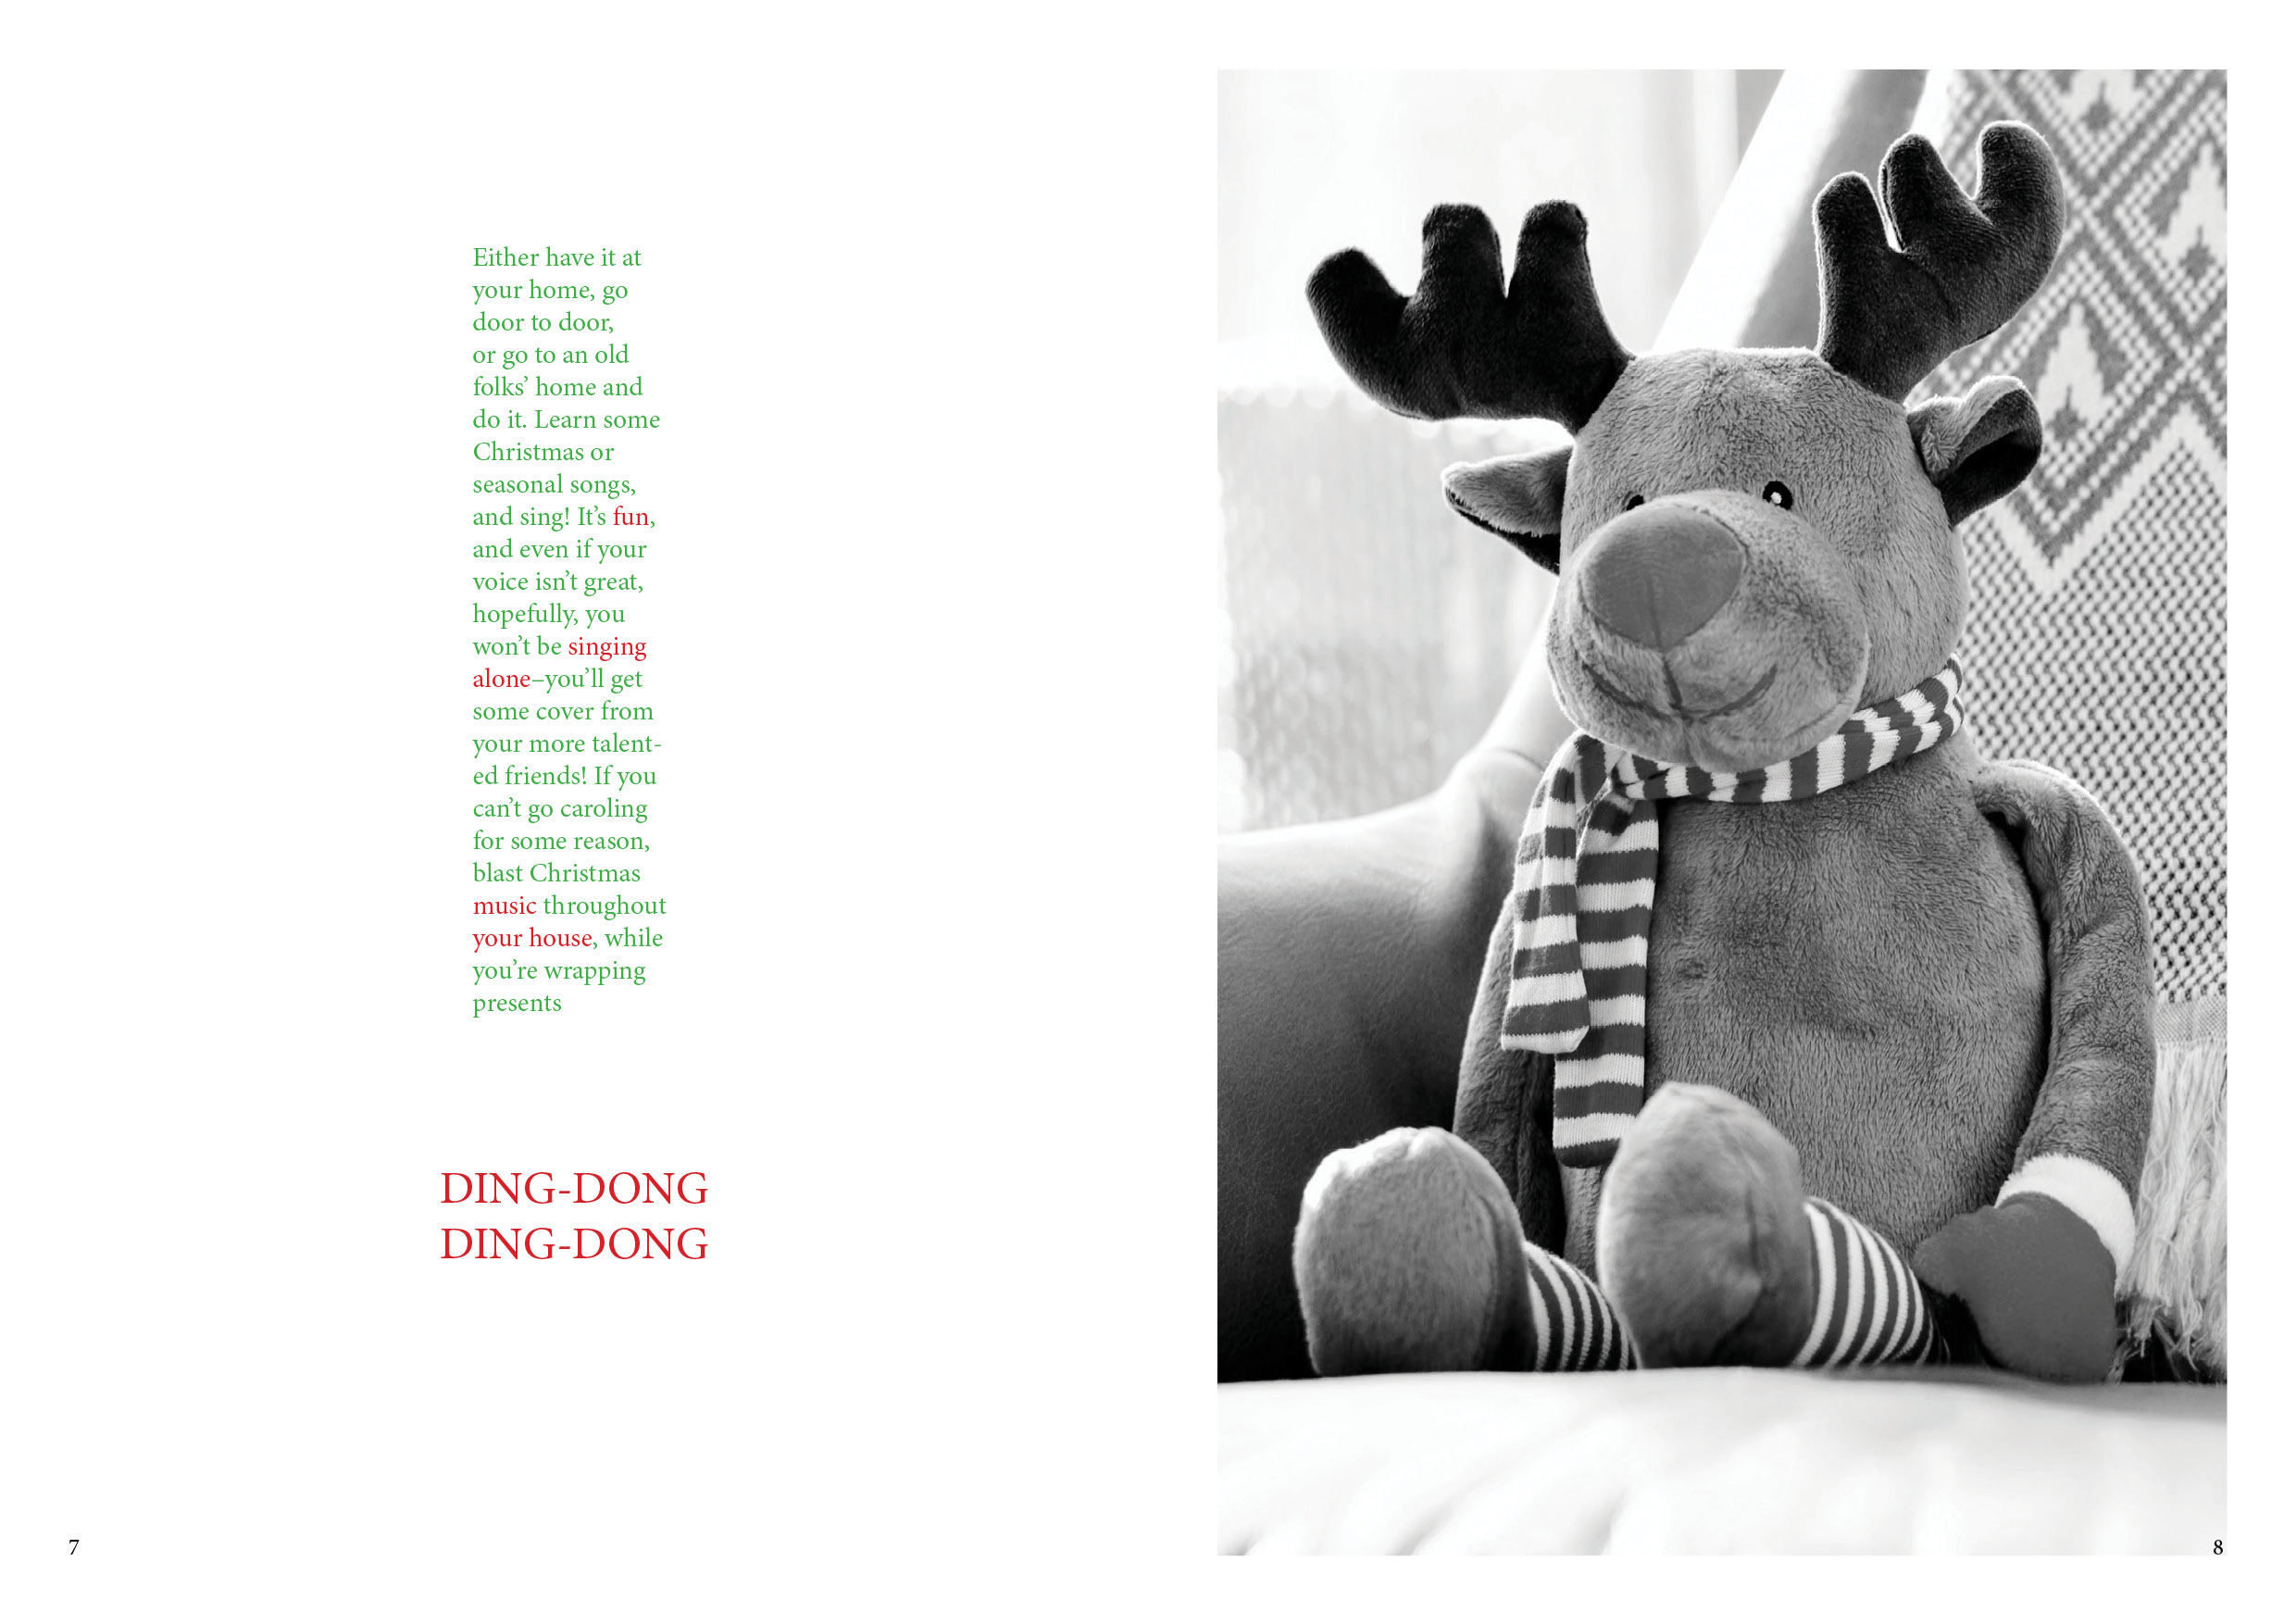 Either have it at
your home, go
door to door,
or go to an old
folks’ home and
do it. Learn some
Christmas or
seasonal songs,
and sing! It’s fun,
and even if your
voice isn’t great,
hopefully, you
won’t be singing
alone–you’ll get
some cover from
your more talent-
ed friends! If you
can’t go caroling
for some reason,
blast Christmas
music throughout
your house, while
you’re wrapping
presents
DING-DONG
DING-DONG
7
8